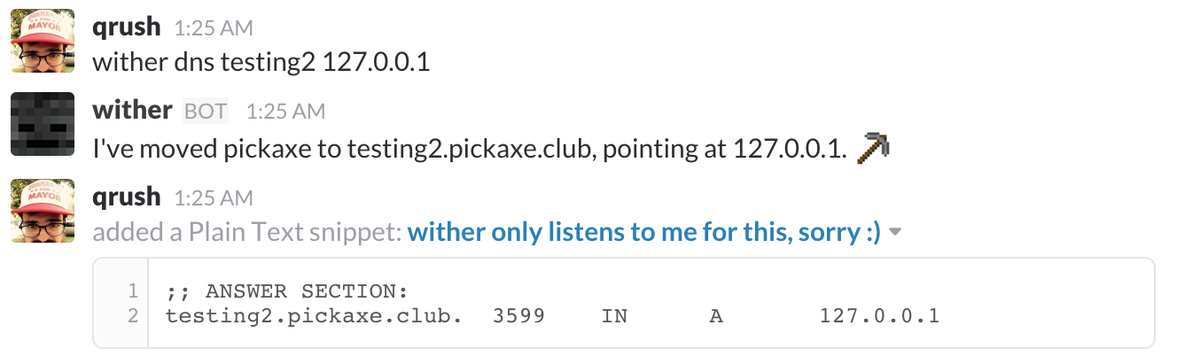 qrush 1:25 AM
wither dns testing2 127.0.0.1
wither BOT 1:25 AM
I've moved pickaxe to testing2.pickaxe.club, pointing at 127.0.0.1.
qrush 1:25 AM
added a Plain Text snippet: wither only listens to me for this, sorry :)
1 ;; ANSWER SECTION:
2 testing2.pickaxe.club. 3599 IN A 127.0.0.1